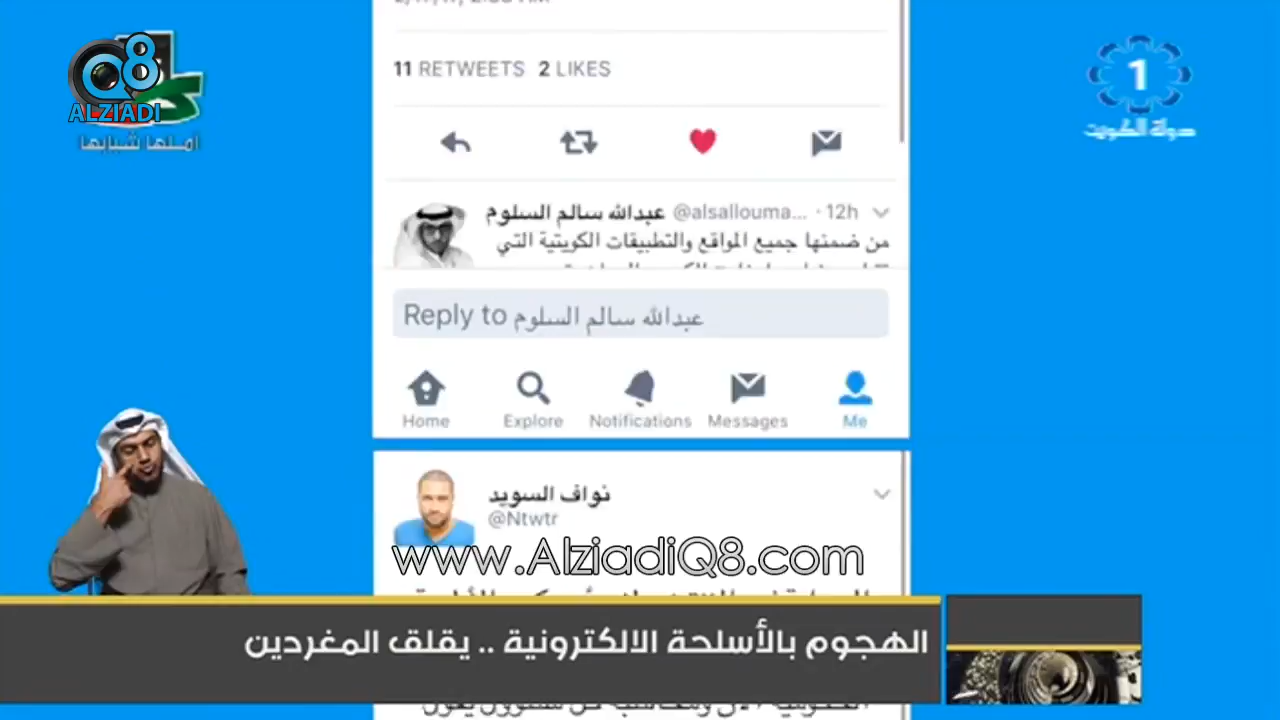 Q8
ALZIADI
أملها شبابها
1
دولة الكويت
11 RETWEETS 2 LIKES
عبدالله سالم السلوم @alsallouma... · 12h
من ضمنها جميع المواقع والتطبيقات الكويتية التي
Reply to عبدالله سالم السلوم
Home Explore Notifications Messages Me
نواف السويد
@Ntwtr
www.AlziadiQ8.com
الهجوم بالأسلحة الالكترونية .. يقلق المغردين